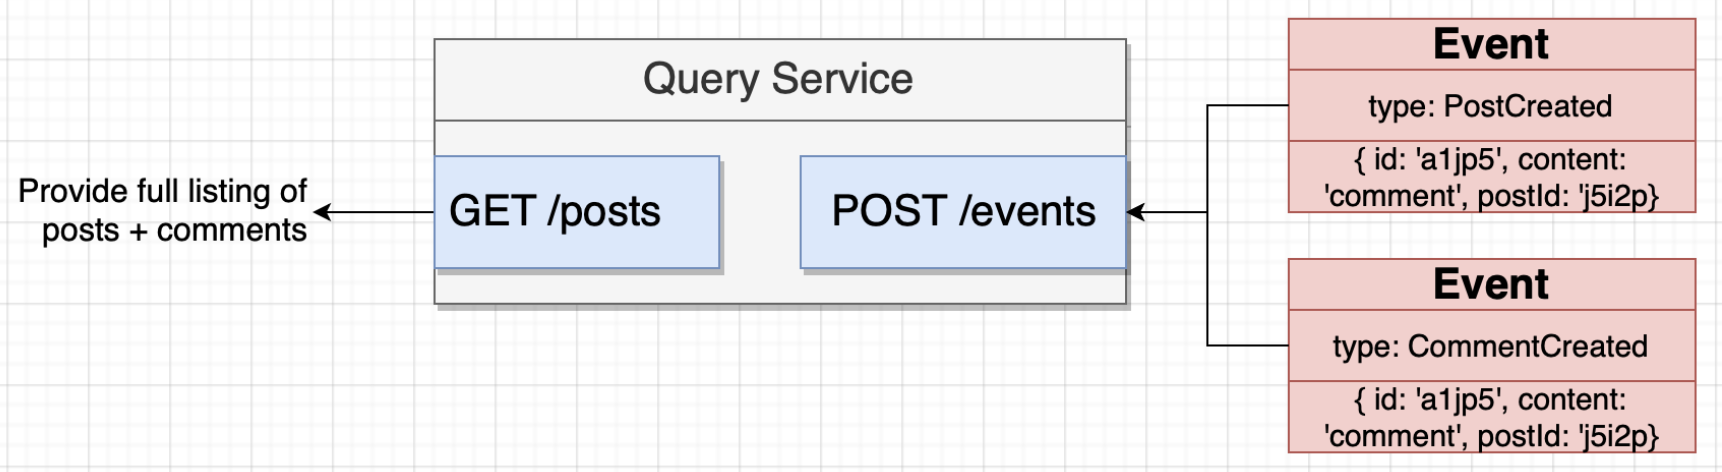 Query Service
Provide full listing of
posts + comments
GET /posts
POST /events
Event
type: PostCreated
{ id: 'a1jp5', content:
'comment', postId: 'j5i2p}
Event
type: CommentCreated
{ id: 'a1jp5', content:
'comment', postId: 'j5i2p}